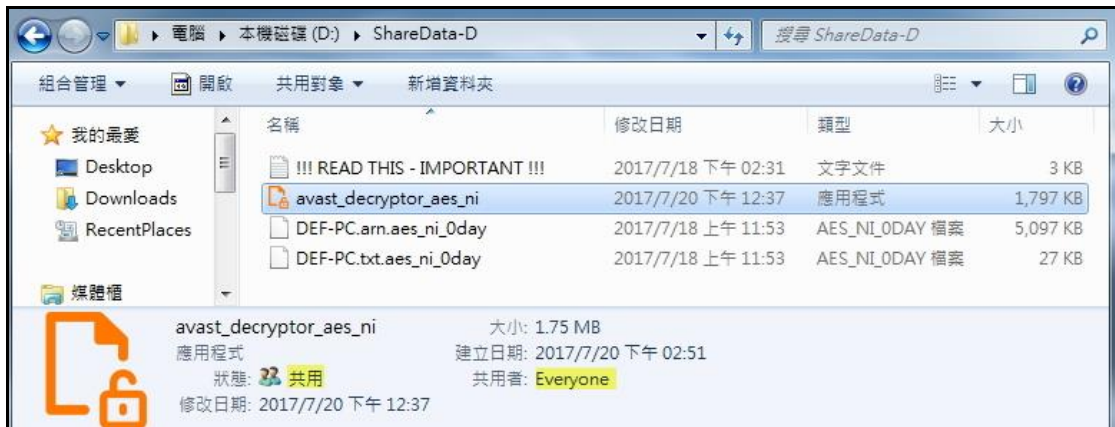 電腦 ▸ 本機磁碟 (D:) ▸ ShareData-D 搜尋 ShareData-D
組合管理 ▼ 開啟 共用對象 ▼ 新增資料夾
我的最愛
Desktop
Downloads
RecentPlaces
媒體櫃
名稱 修改日期 類型 大小
!!! READ THIS - IMPORTANT !!! 2017/7/18 下午 02:31 文字文件 3 KB
avast_decryptor_aes_ni 2017/7/20 下午 12:37 應用程式 1,797 KB
DEF-PC.arn.aes_ni_0day 2017/7/18 上午 11:53 AES_NI_0DAY 檔案 5,097 KB
DEF-PC.txt.aes_ni_0day 2017/7/18 上午 11:53 AES_NI_0DAY 檔案 27 KB
avast_decryptor_aes_ni 大小: 1.75 MB
應用程式 建立日期: 2017/7/20 下午 02:51
狀態: 共用 共用者: Everyone
修改日期: 2017/7/20 下午 12:37